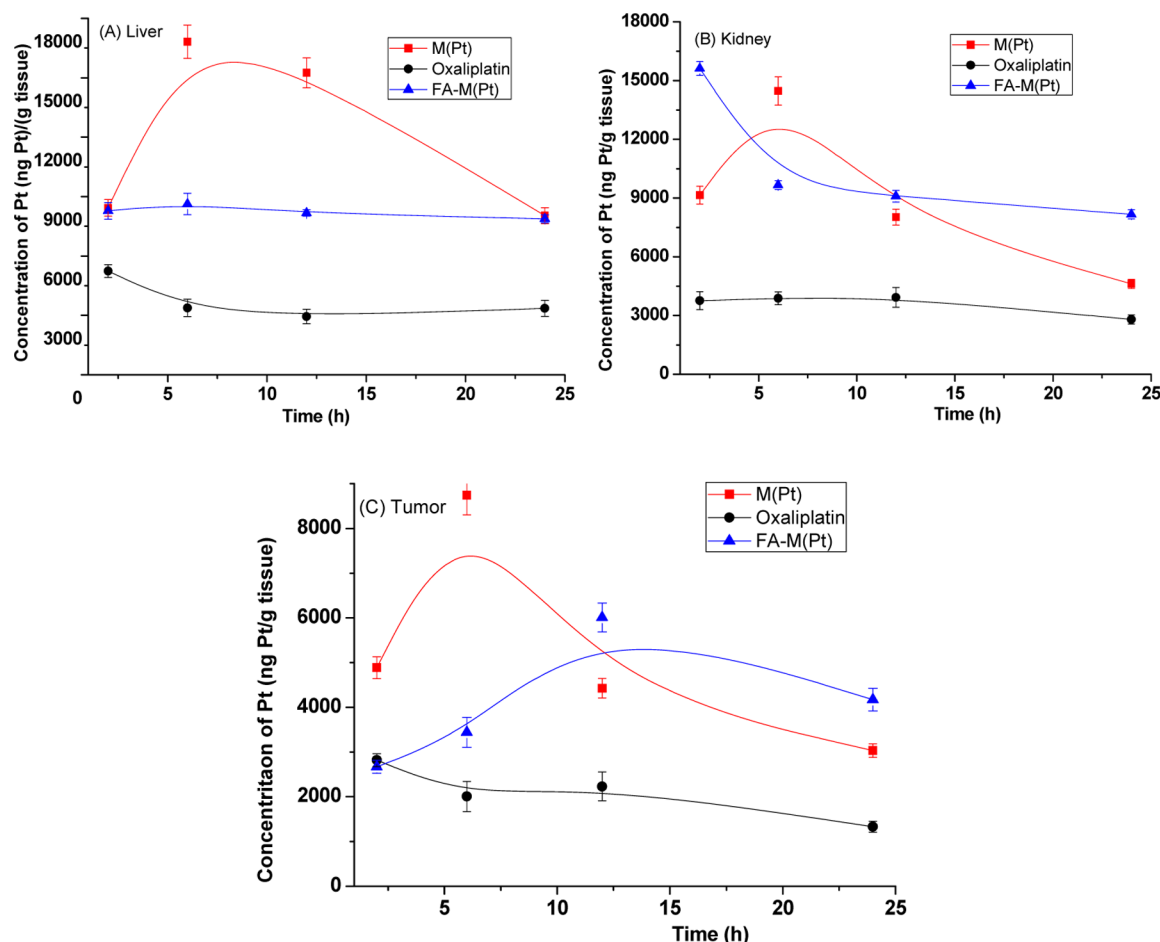 (A) Liver
M(Pt)
Oxaliplatin
FA-M(Pt)
18000
15000
12000
9000
6000
3000
0
Concentration of Pt (ng Pt)/(g tissue)
5 10 15 20 25
Time (h)
(B) Kidney
M(Pt)
Oxaliplatin
FA-M(Pt)
18000
15000
12000
9000
6000
3000
0
Concentration of Pt (ng Pt/g tissue)
5 10 15 20 25
Time (h)
(C) Tumor
M(Pt)
Oxaliplatin
FA-M(Pt)
8000
6000
4000
2000
0
Concentritaon of Pt (ng Pt/g tissue)
5 10 15 20 25
Time (h)